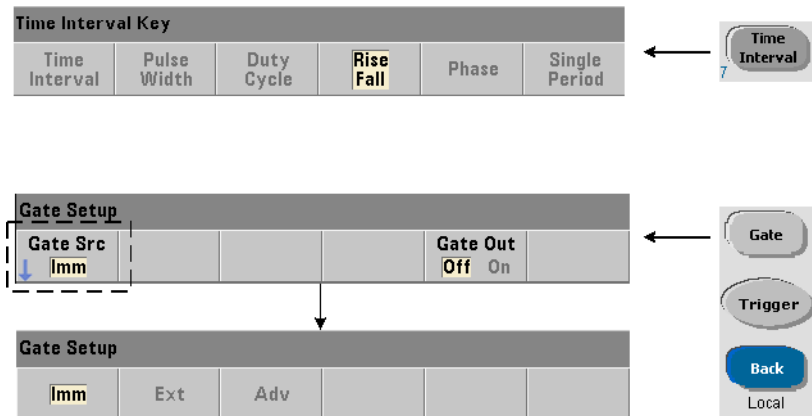 Time Interval Key
Time Interval
Pulse Width
Duty Cycle
Rise Fall
Phase
Single Period
Time Interval
7
Gate Setup
Gate Src
Imm
Gate Out
Off On
Gate
Trigger
Gate Setup
Imm
Ext
Adv
Back
Local